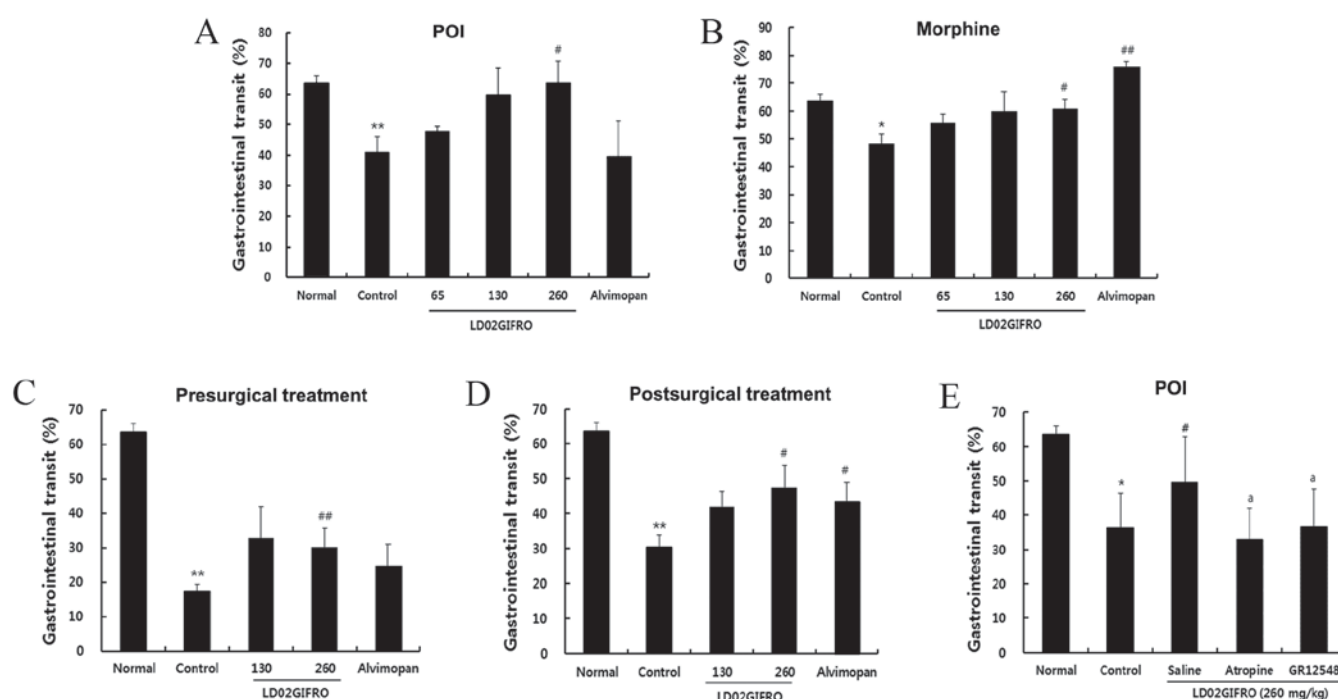 A
POI
Gastrointestinal transit (%)
80
70
60
50
40
30
20
10
0
**
#
Normal Control 65 130 260 Alvimopan
LD02GIFRO
B
Morphine
Gastrointestinal transit (%)
90
80
70
60
50
40
30
20
10
0
*
#
##
Normal Control 65 130 260 Alvimopan
LD02GIFRO
C
Presurgical treatment
Gastrointestinal transit (%)
70
60
50
40
30
20
10
0
**
##
Normal Control 130 260 Alvimopan
LD02GIFRO
D
Postsurgical treatment
Gastrointestinal transit (%)
70
60
50
40
30
20
10
0
**
#
#
Normal Control 130 260 Alvimopan
LD02GIFRO
E
POI
Gastrointestinal transit (%)
70
60
50
40
30
20
10
0
*
#
a
a
Normal Control Saline Atropine GR12548
LD02GIFRO (260 mg/kg)